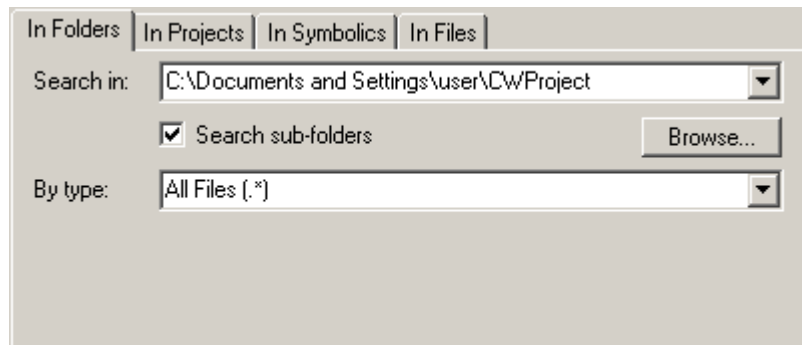 In Folders In Projects In Symbolics In Files
Search in: C:\Documents and Settings\user\CWProject
Search sub-folders Browse...
By type: All Files (.*)